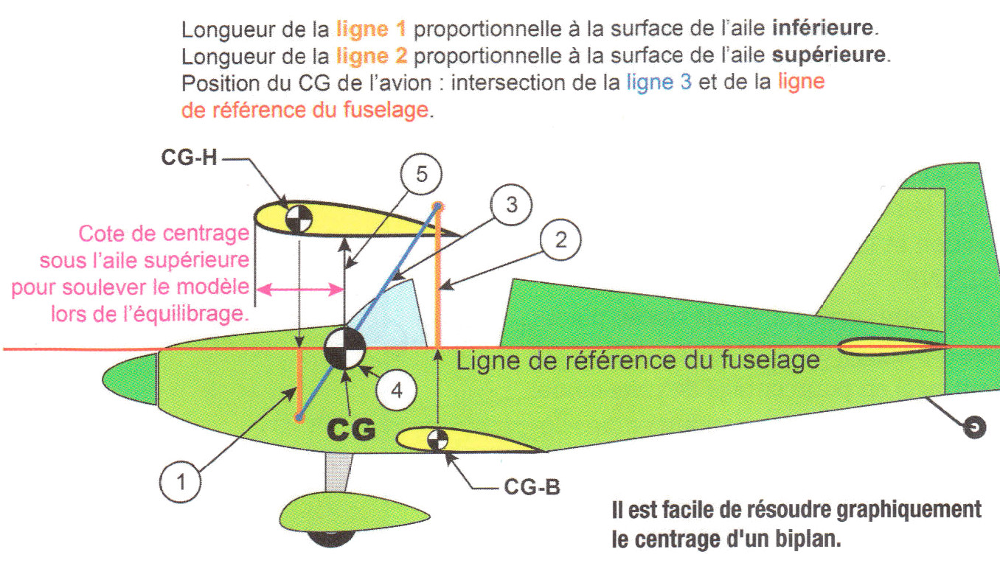 Longueur de la ligne 1 proportionnelle à la surface de l'aile inférieure.
Longueur de la ligne 2 proportionnelle à la surface de l'aile supérieure.
Position du CG de l'avion : intersection de la ligne 3 et de la ligne
de référence du fuselage.
CG-H
5
3
2
Cote de centrage
sous l'aile supérieure
pour soulever le modèle
lors de l'équilibrage.
Ligne de référence du fuselage
4
CG
1
CG-B
Il est facile de résoudre graphiquement
le centrage d'un biplan.